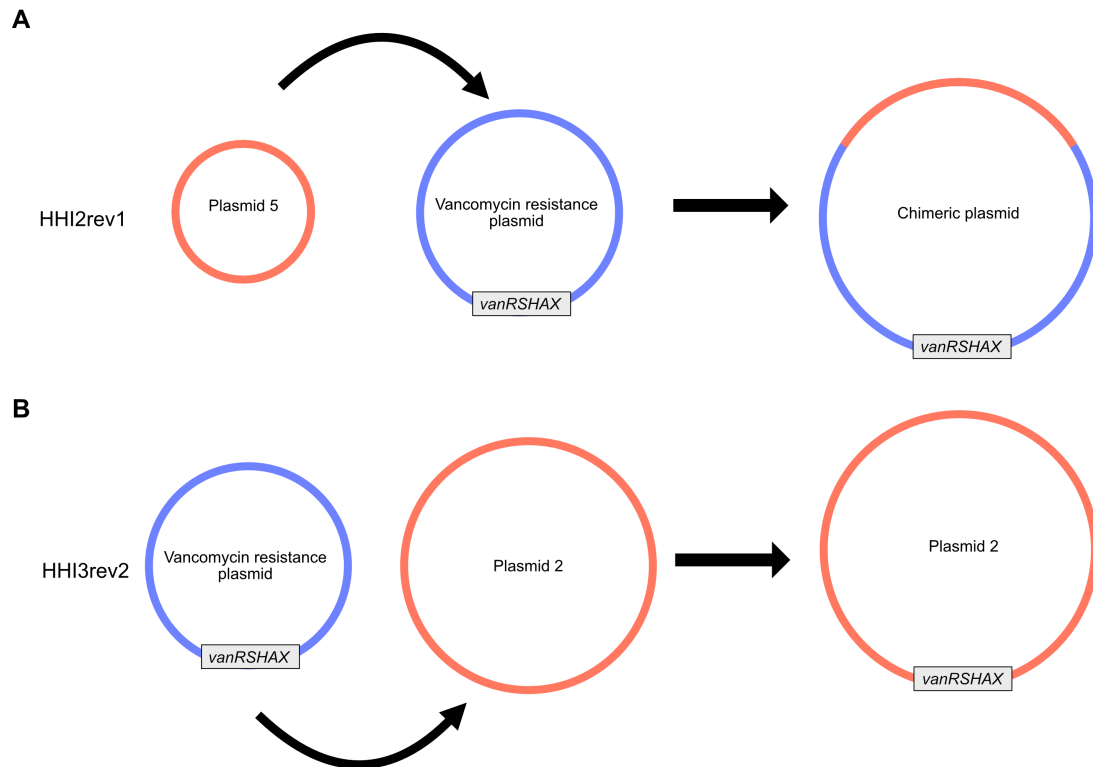 A
HHI2rev1
Plasmid 5
Vancomycin resistance
plasmid
vanRSHAX
Chimeric plasmid
vanRSHAX
B
HHI3rev2
Vancomycin resistance
plasmid
vanRSHAX
Plasmid 2
Plasmid 2
vanRSHAX